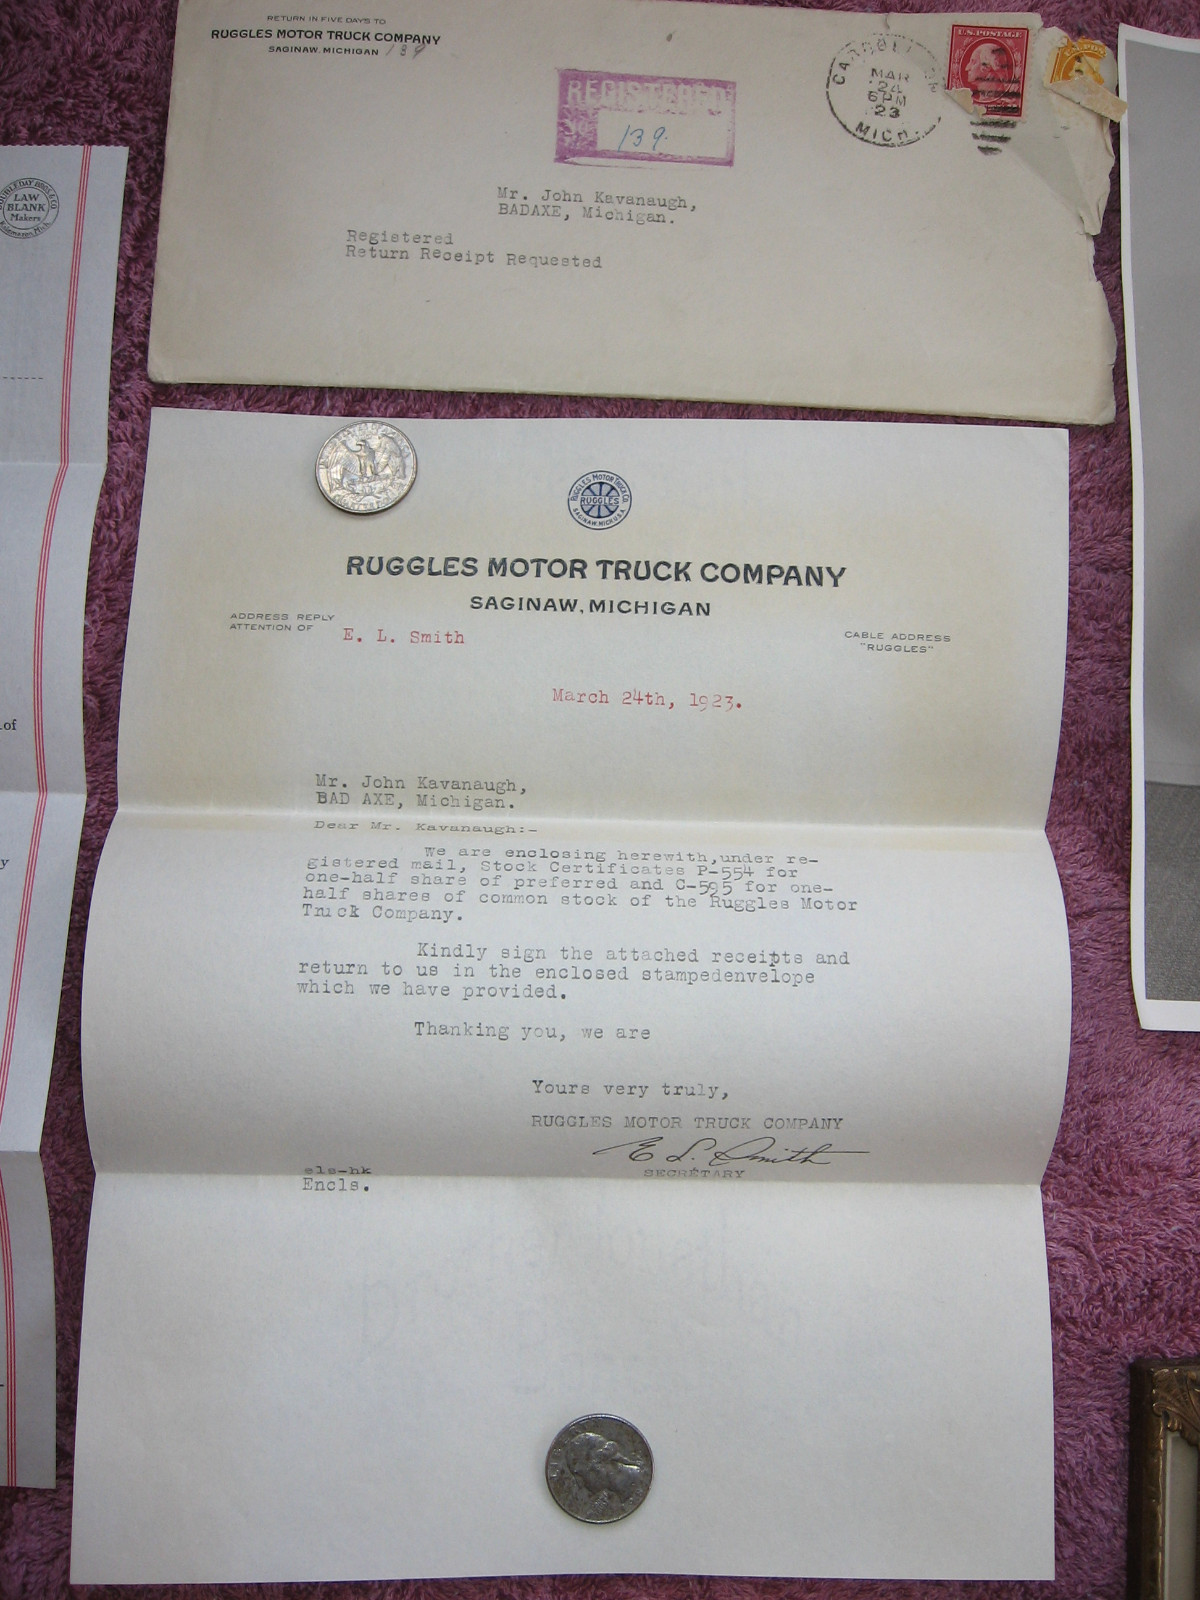 RETURN IN FIVE DAYS TO
RUGGLES MOTOR TRUCK COMPANY
SAGINAW, MICHIGAN 139
REGISTERED
139.
MAR
24
6 PM
23
MICH.
U.S. POSTAGE
Mr. John Kavanaugh,
BADAXE, Michigan.
Registered
Return Receipt Requested
LAW
BLANK
Makers
Kalamazoo, Mich.
of
y
RUGGLES MOTOR TRUCK CO.
RUGGLES
SAGINAW, MICH. U.S.A.
RUGGLES MOTOR TRUCK COMPANY
SAGINAW, MICHIGAN
ADDRESS REPLY
ATTENTION OF E. L. Smith
CABLE ADDRESS
"RUGGLES"
March 24th, 1923.
Mr. John Kavanaugh,
BAD AXE, Michigan.
Dear Mr. Kavanaugh:-
We are enclosing herewith,under re-
gistered mail, Stock Certificates P-554 for
one-half share of preferred and C-595 for one-
half shares of common stock of the Ruggles Motor
Truck Company.
Kindly sign the attached receipts and
return to us in the enclosed stampedenvelope
which we have provided.
Thanking you, we are
Yours very truly,
RUGGLES MOTOR TRUCK COMPANY
E L. Smith
SECRETARY
els-hk
Encls.